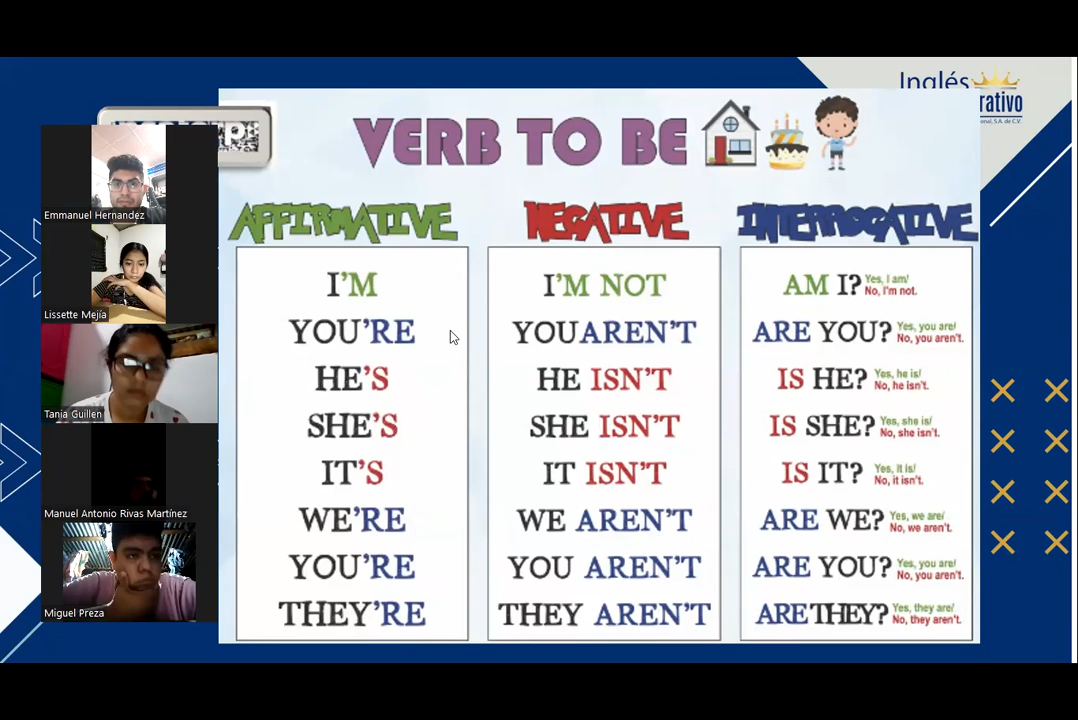 Inglés
rativo
onal, S.A. de C.V.
VERB TO BE
AFFIRMATIVE
I'M
YOU'RE
HE'S
SHE'S
IT'S
WE'RE
YOU'RE
THEY'RE
NEGATIVE
I'M NOT
YOU AREN'T
HE ISN'T
SHE ISN'T
IT ISN'T
WE AREN'T
YOU AREN'T
THEY AREN'T
INTERROGATIVE
AM I? Yes, I am/
No, I'm not.
ARE YOU? Yes, you are/
No, you aren't.
IS HE? Yes, he is/
No, he isn't.
IS SHE? Yes, she is/
No, she isn't.
IS IT? Yes, it is/
No, it isn't.
ARE WE? Yes, we are/
No, we aren't.
ARE YOU? Yes, you are/
No, you aren't.
ARE THEY? Yes, they are/
No, they aren't.
Emmanuel Hernandez
Lissette Mejía
Tania Guillen
Manuel Antonio Rivas Martínez
Miguel Preza